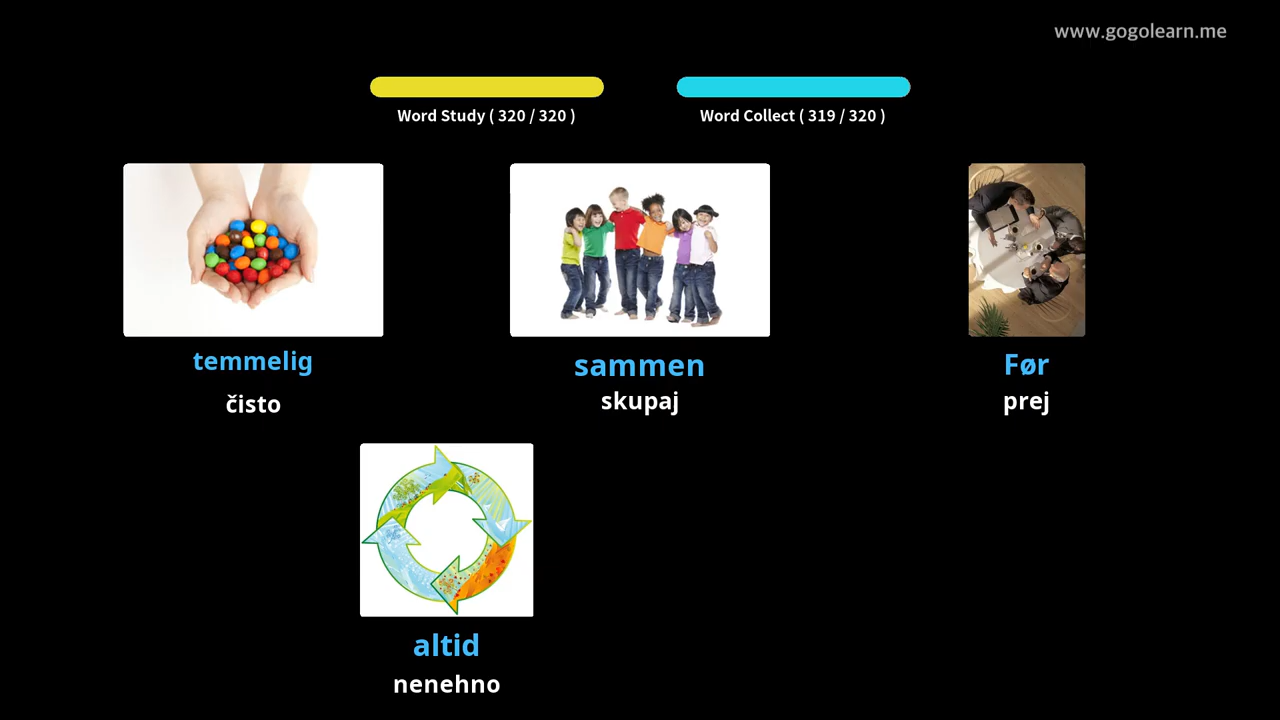 www.gogolearn.me
Word Study ( 320 / 320 )
Word Collect ( 319 / 320 )
temmelig
čisto
sammen
skupaj
Før
prej
altid
nenehno